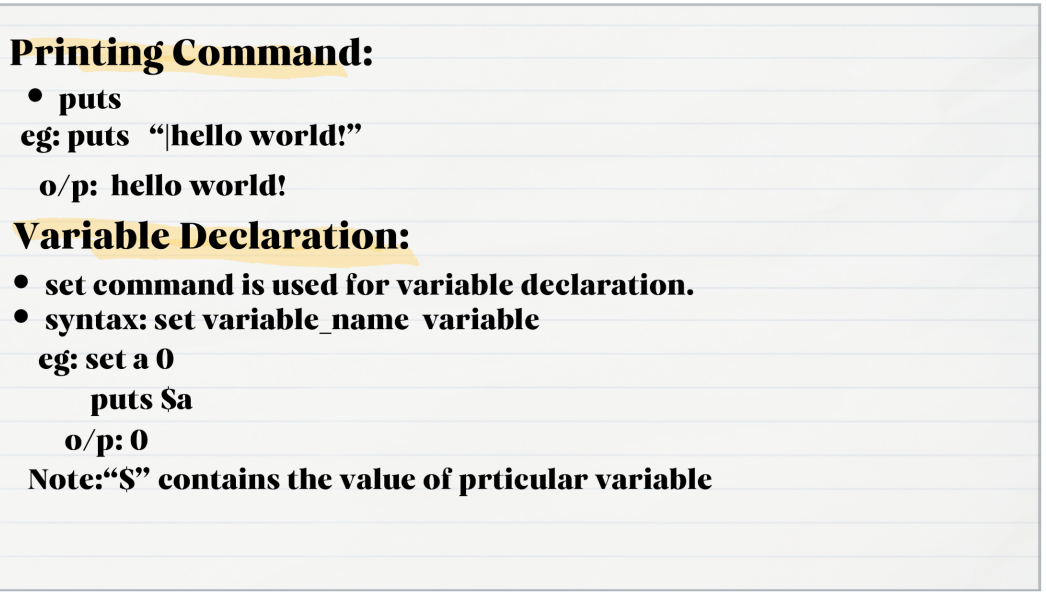 Printing Command:
• puts
eg: puts “|hello world!”
o/p: hello world!
Variable Declaration:
• set command is used for variable declaration.
• syntax: set variable_name variable
eg: set a 0
puts $a
o/p: 0
Note:“$” contains the value of prticular variable